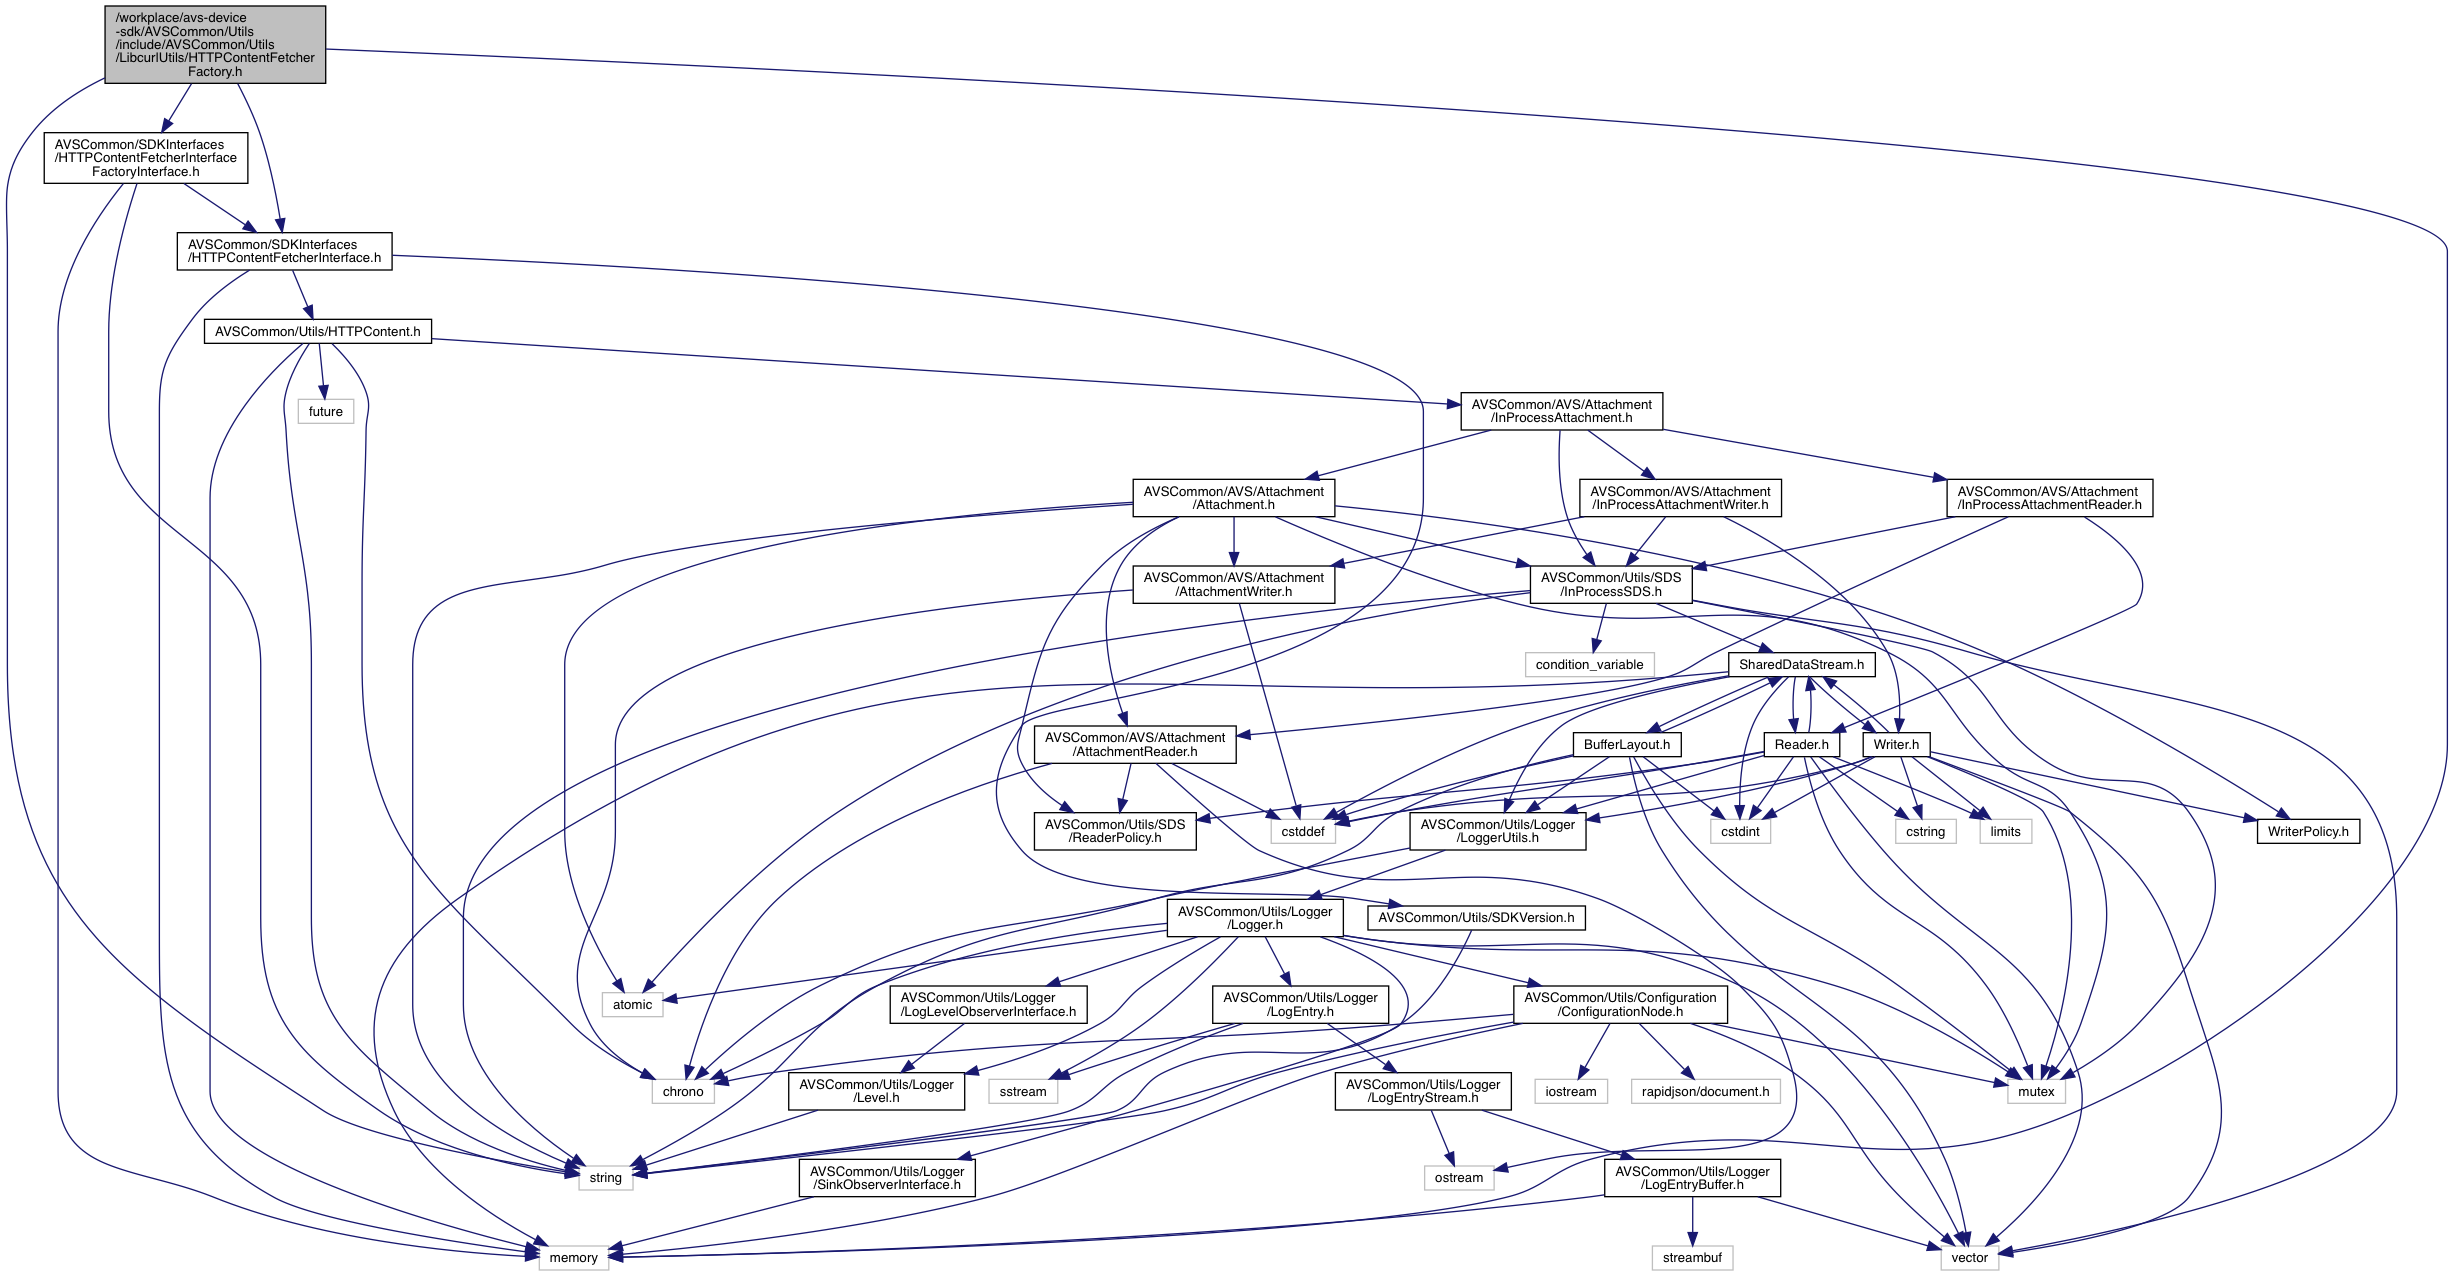 /workplace/avs-device
-sdk/AVSCommon/Utils
/include/AVSCommon/Utils
/LibcurlUtils/HTTPContentFetcher
Factory.h
AVSCommon/SDKInterfaces
/HTTPContentFetcherInterface
FactoryInterface.h
AVSCommon/SDKInterfaces
/HTTPContentFetcherInterface.h
AVSCommon/Utils/HTTPContent.h
future
AVSCommon/AVS/Attachment
/InProcessAttachment.h
AVSCommon/AVS/Attachment
/Attachment.h
AVSCommon/AVS/Attachment
/InProcessAttachmentWriter.h
AVSCommon/AVS/Attachment
/InProcessAttachmentReader.h
AVSCommon/AVS/Attachment
/AttachmentWriter.h
AVSCommon/Utils/SDS
/InProcessSDS.h
condition_variable
SharedDataStream.h
AVSCommon/AVS/Attachment
/AttachmentReader.h
BufferLayout.h
Reader.h
Writer.h
AVSCommon/Utils/SDS
/ReaderPolicy.h
cstddef
AVSCommon/Utils/Logger
/LoggerUtils.h
cstdint
cstring
limits
WriterPolicy.h
AVSCommon/Utils/Logger
/Logger.h
AVSCommon/Utils/SDKVersion.h
atomic
AVSCommon/Utils/Logger
/LogLevelObserverInterface.h
AVSCommon/Utils/Logger
/LogEntry.h
AVSCommon/Utils/Configuration
/ConfigurationNode.h
chrono
AVSCommon/Utils/Logger
/Level.h
sstream
AVSCommon/Utils/Logger
/LogEntryStream.h
iostream
rapidjson/document.h
mutex
string
AVSCommon/Utils/Logger
/SinkObserverInterface.h
ostream
AVSCommon/Utils/Logger
/LogEntryBuffer.h
memory
streambuf
vector